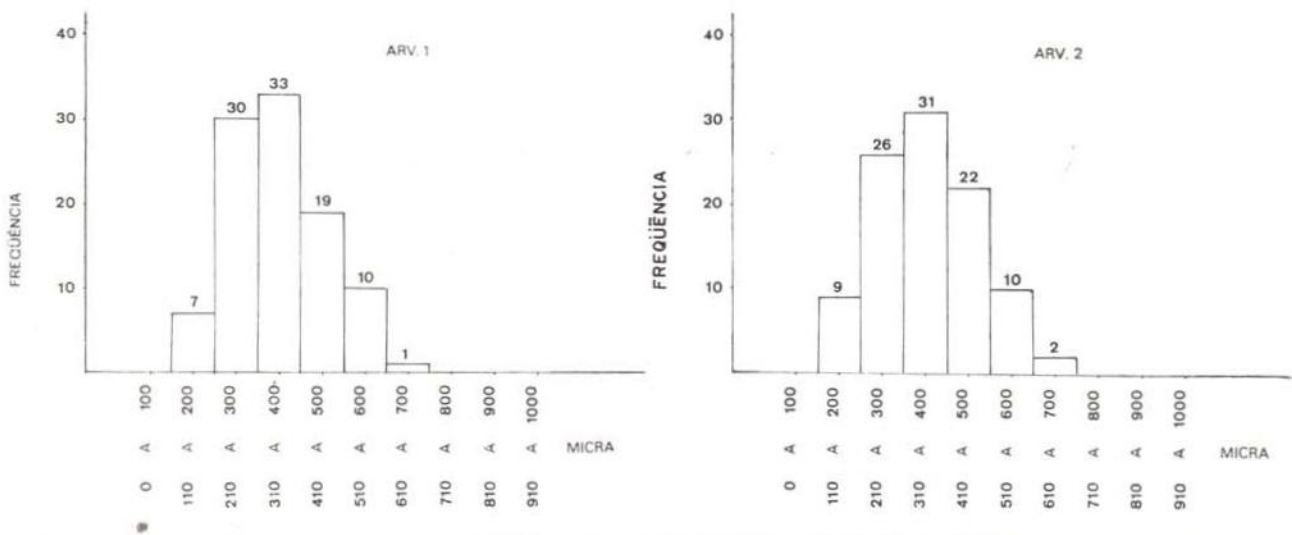 ARV. 1
FREQÜÊNCIA
40
30
20
10
7
30
33
19
10
1
0 A 100
110 A 200
210 A 300
310 A 400
410 A 500
510 A 600
610 A 700
710 A 800
810 A 900
910 A 1000
MICRA
ARV. 2
FREQÜÊNCIA
40
30
20
10
9
26
31
22
10
2
0 A 100
110 A 200
210 A 300
310 A 400
410 A 500
510 A 600
610 A 700
710 A 800
810 A 900
910 A 1000
MICRA